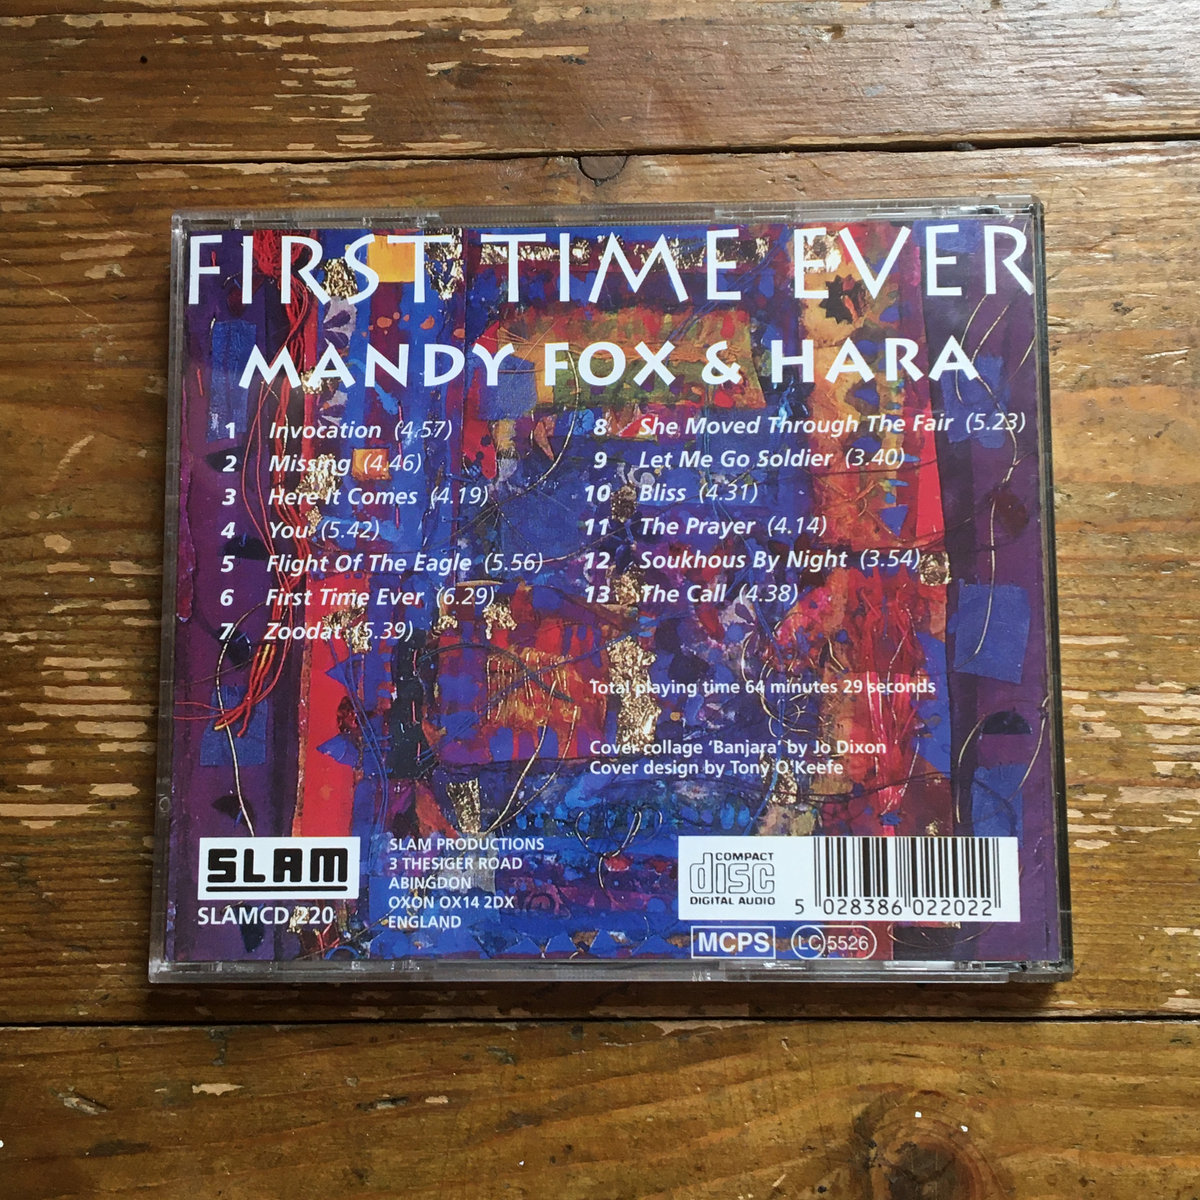 FIRST TIME EVER
MANDY FOX & HARA
1 Invocation (4.57)
2 Missing (4.46)
3 Here It Comes (4.19)
4 You (5.42)
5 Flight Of The Eagle (5.56)
6 First Time Ever (6.29)
7 Zoodat (5.39)
8 She Moved Through The Fair (5.23)
9 Let Me Go Soldier (3.40)
10 Bliss (4.31)
11 The Prayer (4.14)
12 Soukhous By Night (3.54)
13 The Call (4.38)
Total playing time 64 minutes 29 seconds
Cover collage 'Banjara' by Jo Dixon
Cover design by Tony O'Keefe
SLAM
SLAMCD 220
SLAM PRODUCTIONS
3 THESIGER ROAD
ABINGDON
OXON OX14 2DX
ENGLAND
COMPACT
disc
DIGITAL AUDIO
5 028386 022022
MCPS
LC 5526